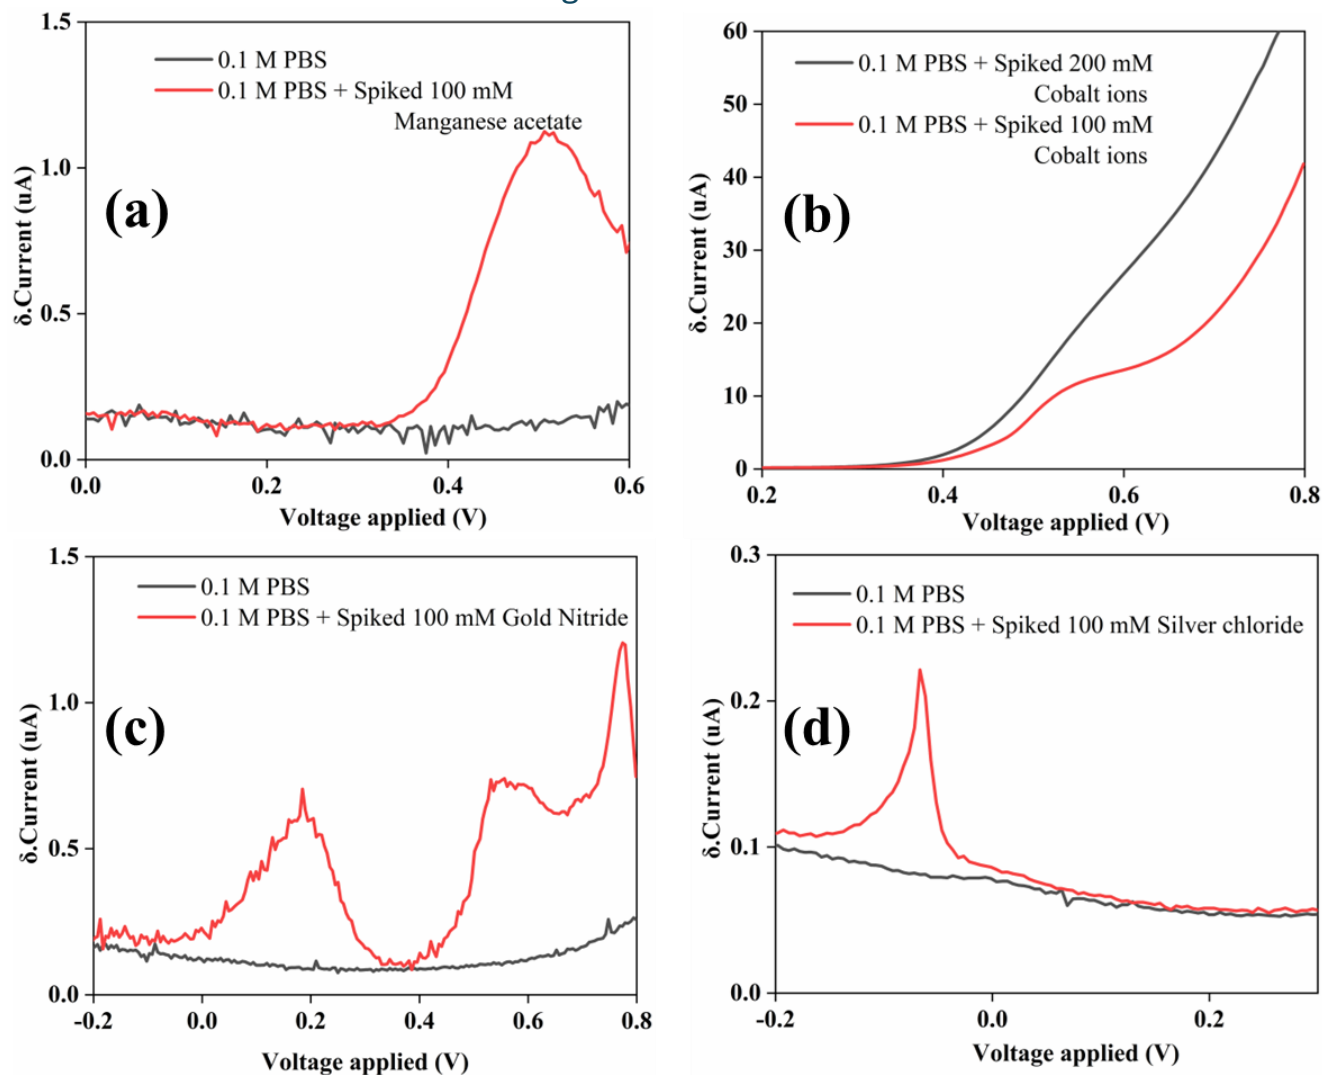 1.5
0.1 M PBS
0.1 M PBS + Spiked 100 mM
Manganese acetate
1.0
(a)
δ.Current (uA)
0.5
0.0
0.0 0.2 0.4 0.6
Voltage applied (V)
60
0.1 M PBS + Spiked 200 mM
Cobalt ions
50
0.1 M PBS + Spiked 100 mM
Cobalt ions
40
(b)
δ.Current (uA)
30
20
10
0
0.2 0.4 0.6 0.8
Voltage applied (V)
1.5
0.1 M PBS
0.1 M PBS + Spiked 100 mM Gold Nitride
1.0
(c)
δ.Current (uA)
0.5
0.0
-0.2 0.0 0.2 0.4 0.6 0.8
Voltage applied (V)
0.3
0.1 M PBS
0.1 M PBS + Spiked 100 mM Silver chloride
0.2
(d)
δ.Current (uA)
0.1
0.0
-0.2 0.0 0.2
Voltage applied (V)